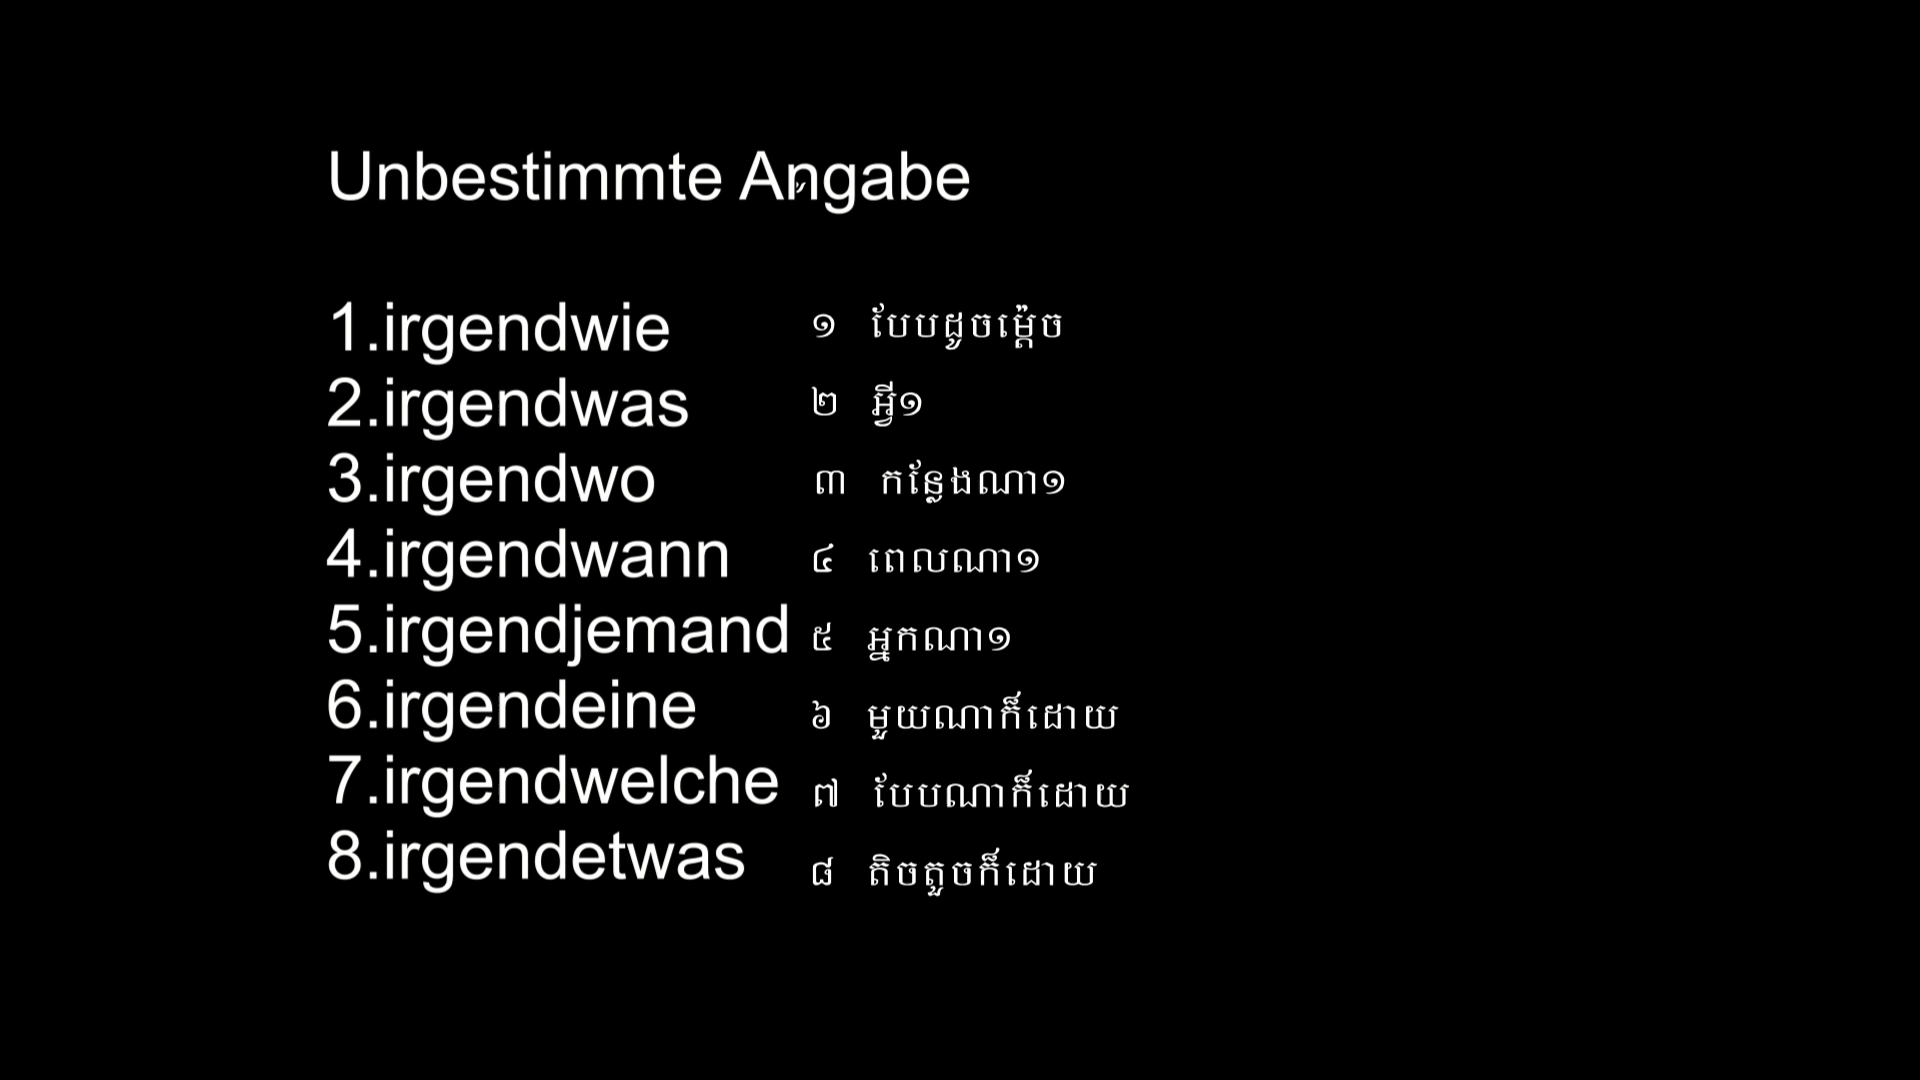 Unbestimmte Angabe
1.irgendwie ១ បែបដូចម្ដ៉េច
2.irgendwas ២ អ្វី១
3.irgendwo ៣ កន្លែងណា១
4.irgendwann ៤ ពេលណា១
5.irgendjemand ៥ អ្នកណា១
6.irgendeine ៦ មួយណាក៏ដោយ
7.irgendwelche ៧ បែបណាក៏ដោយ
8.irgendetwas ៨ តិចតួចក៏ដោយ